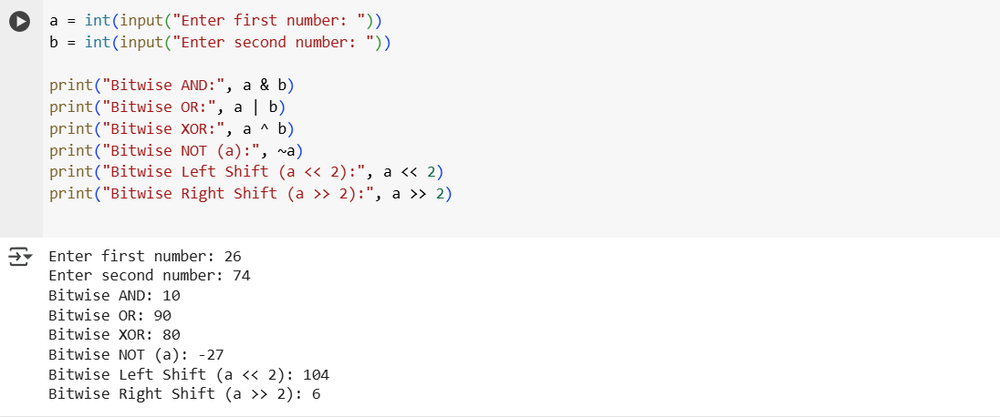 a = int(input("Enter first number: "))
b = int(input("Enter second number: "))
print("Bitwise AND:", a & b)
print("Bitwise OR:", a | b)
print("Bitwise XOR:", a ^ b)
print("Bitwise NOT (a):", ~a)
print("Bitwise Left Shift (a << 2):", a << 2)
print("Bitwise Right Shift (a >> 2):", a >> 2)
Enter first number: 26
Enter second number: 74
Bitwise AND: 10
Bitwise OR: 90
Bitwise XOR: 80
Bitwise NOT (a): -27
Bitwise Left Shift (a << 2): 104
Bitwise Right Shift (a >> 2): 6